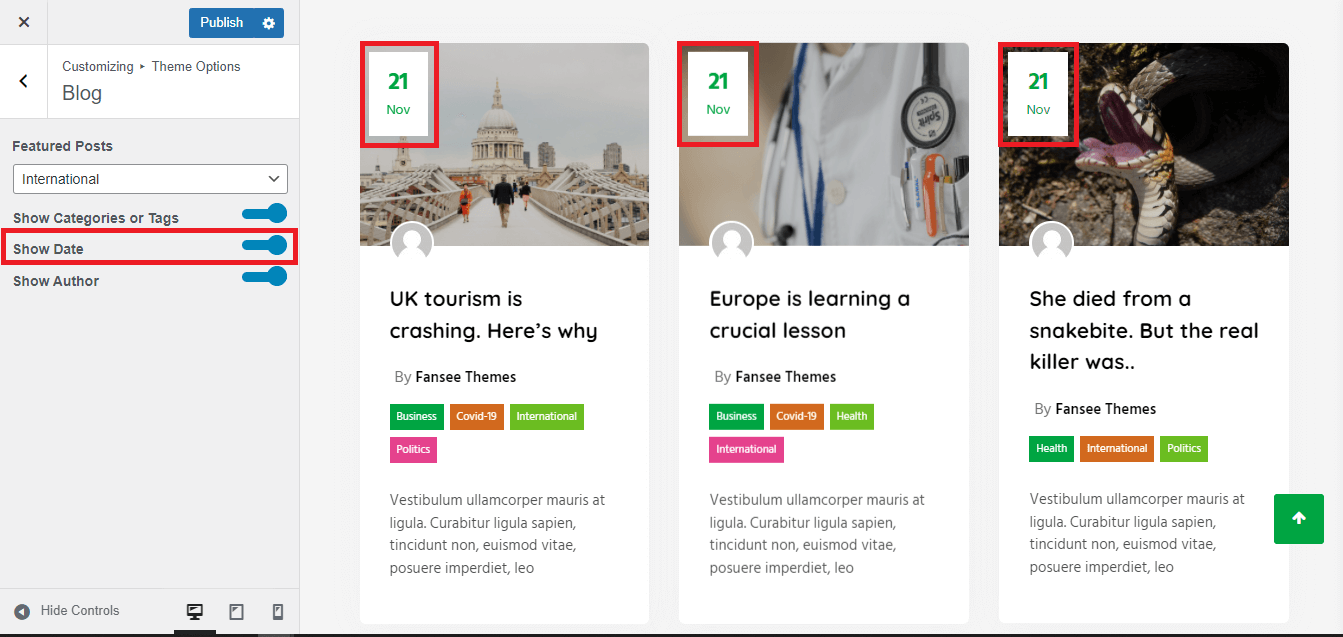 Publish
Customizing ▸ Theme Options
Blog
Featured Posts
International
Show Categories or Tags
Show Date
Show Author
Hide Controls
21
Nov
UK tourism is
crashing. Here’s why
By Fansee Themes
Business Covid-19 International
Politics
Vestibulum ullamcorper mauris at
ligula. Curabitur ligula sapien,
tincidunt non, euismod vitae,
posuere imperdiet, leo
21
Nov
Spirit
Europe is learning a
crucial lesson
By Fansee Themes
Business Covid-19 Health
International
Vestibulum ullamcorper mauris at
ligula. Curabitur ligula sapien,
tincidunt non, euismod vitae,
posuere imperdiet, leo
21
Nov
She died from a
snakebite. But the real
killer was..
By Fansee Themes
Health International Politics
Vestibulum ullamcorper mauris at
ligula. Curabitur ligula sapien,
tincidunt non, euismod vitae,
posuere imperdiet, leo